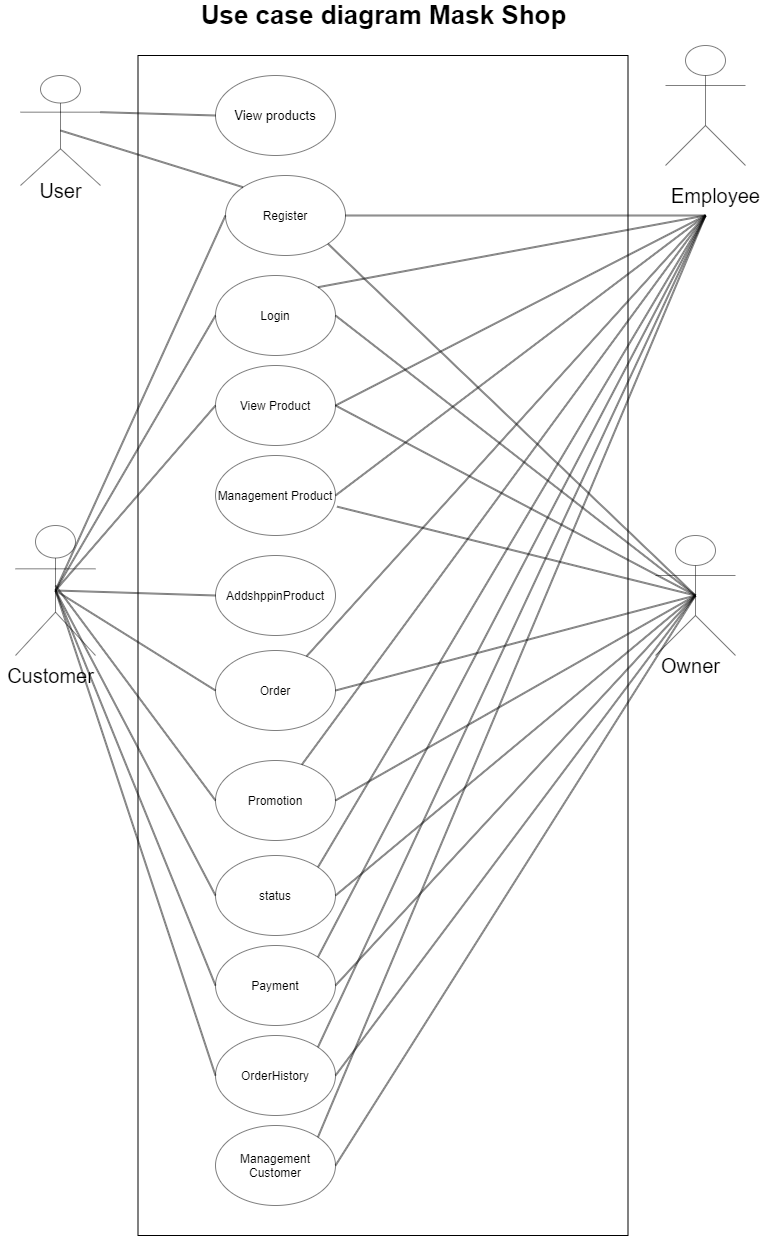 Use case diagram Mask Shop
View products
User
Employee
Register
Login
View Product
Management Product
AddshppinProduct
Customer
Owner
Order
Promotion
status
Payment
OrderHistory
Management
Customer